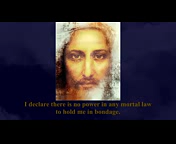 I declare there is no power in any mortal law
to hold me in bondage,